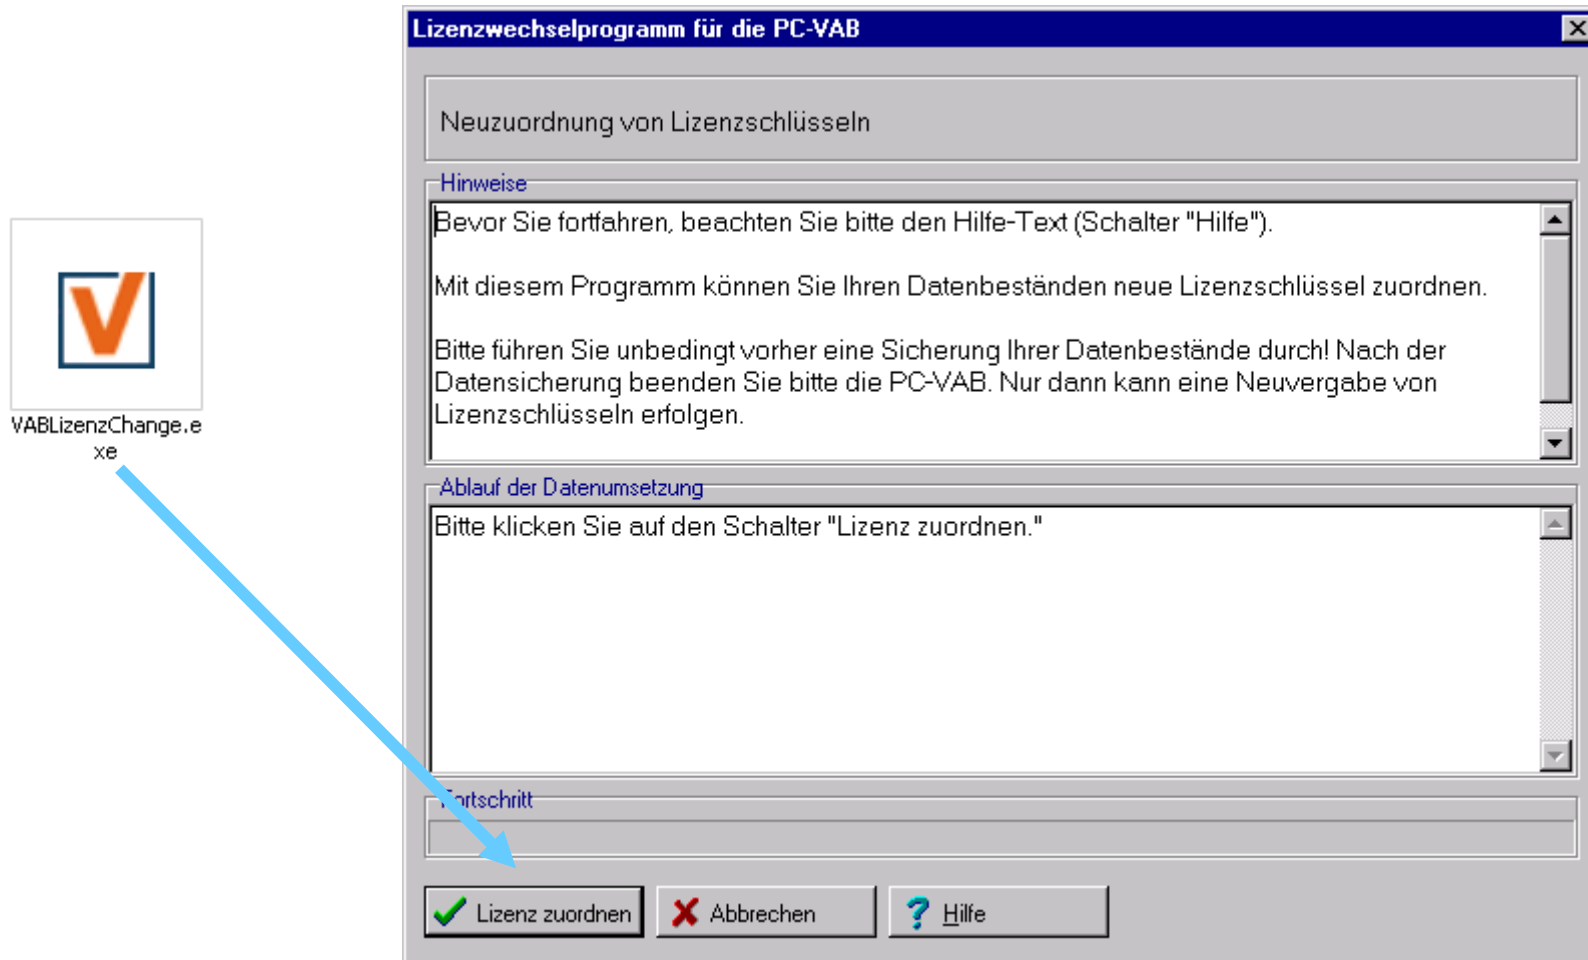 Lizenzwechselprogramm für die PC-VAB
Neuzuordnung von Lizenzschlüsseln
Hinweise
Bevor Sie fortfahren, beachten Sie bitte den Hilfe-Text (Schalter "Hilfe").
Mit diesem Programm können Sie Ihren Datenbeständen neue Lizenzschlüssel zuordnen.
Bitte führen Sie unbedingt vorher eine Sicherung Ihrer Datenbestände durch! Nach der
Datensicherung beenden Sie bitte die PC-VAB. Nur dann kann eine Neuvergabe von
Lizenzschlüsseln erfolgen.
VABLizenzChange.e
xe
Ablauf der Datenumsetzung
Bitte klicken Sie auf den Schalter "Lizenz zuordnen."
Fortschritt
Lizenz zuordnen
Abbrechen
Hilfe